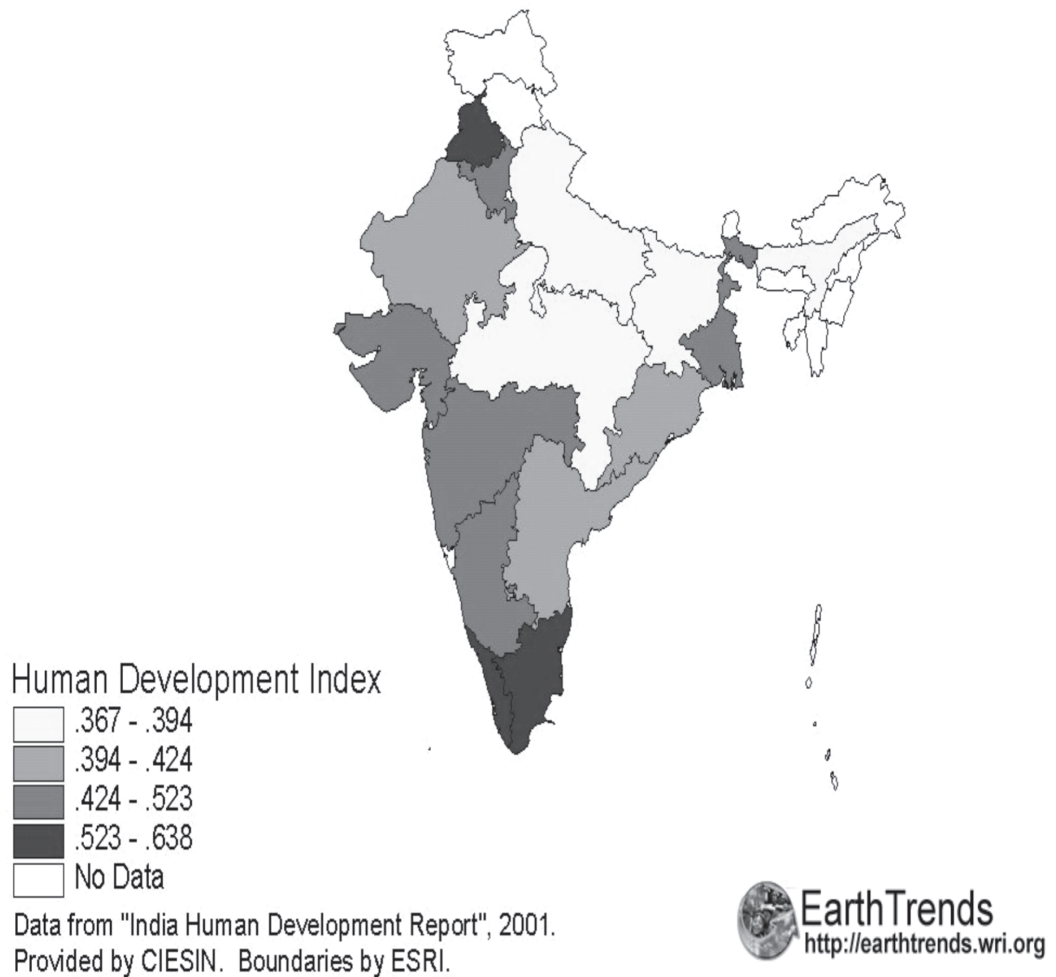 Human Development Index
.367 - .394
.394 - .424
.424 - .523
.523 - .638
No Data
Data from "India Human Development Report", 2001.
Provided by CIESIN. Boundaries by ESRI.
EarthTrends
http://earthtrends.wri.org